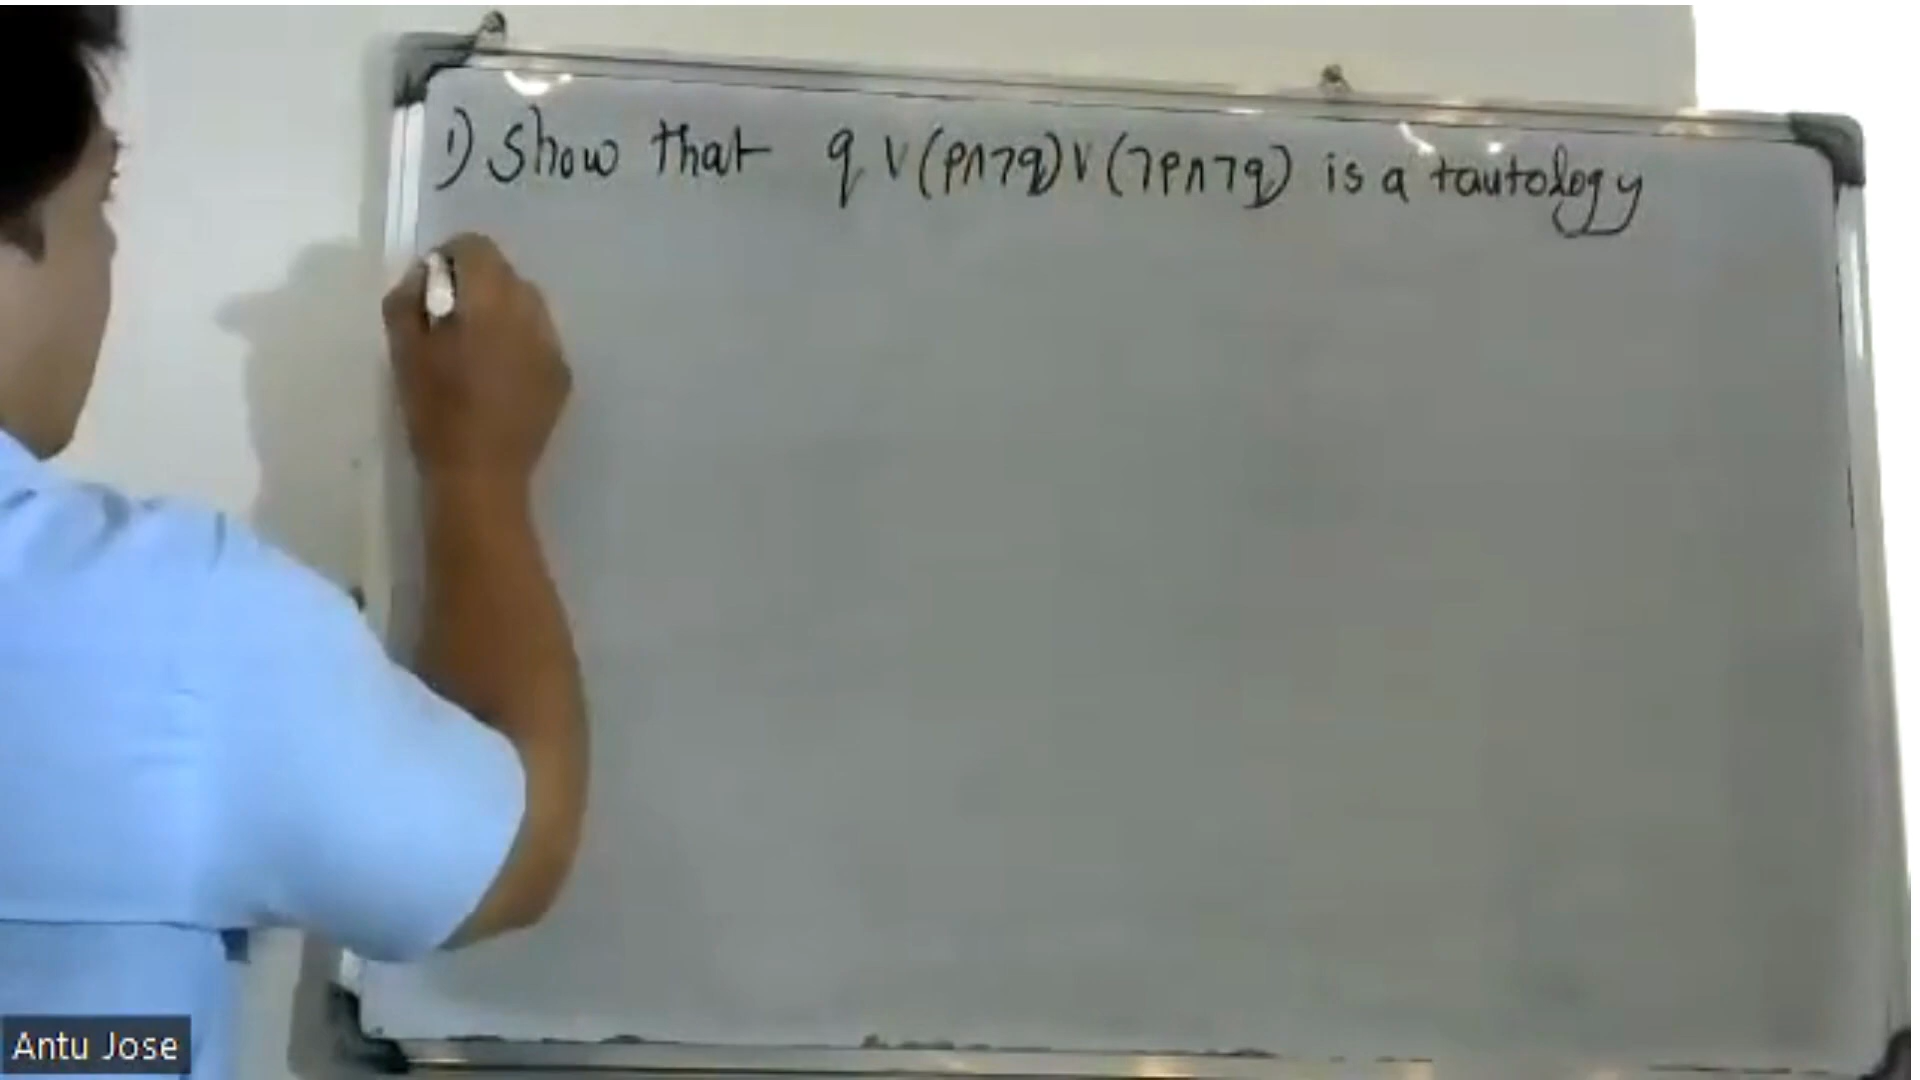 1) Show that q ∨ (p∧¬q) ∨ (¬p∧¬q) is a tautology
Antu Jose